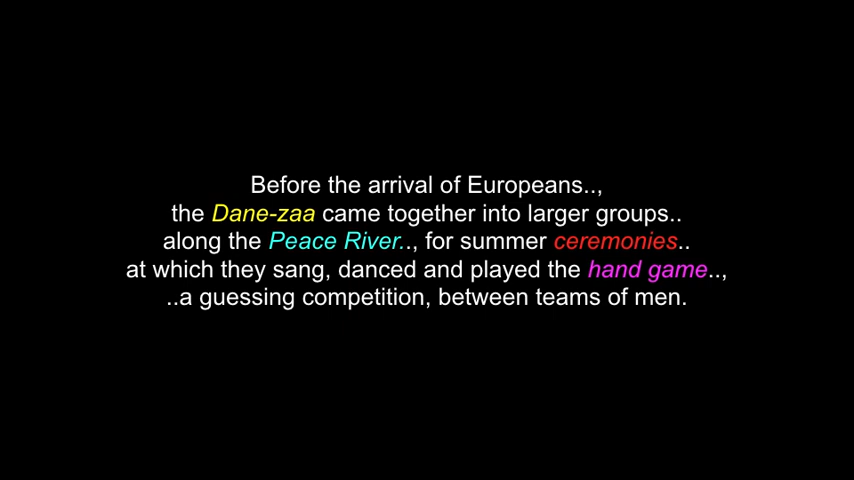 Before the arrival of Europeans..,
the Dane-zaa came together into larger groups..
along the Peace River.., for summer ceremonies..
at which they sang, danced and played the hand game..,
..a guessing competition, between teams of men.